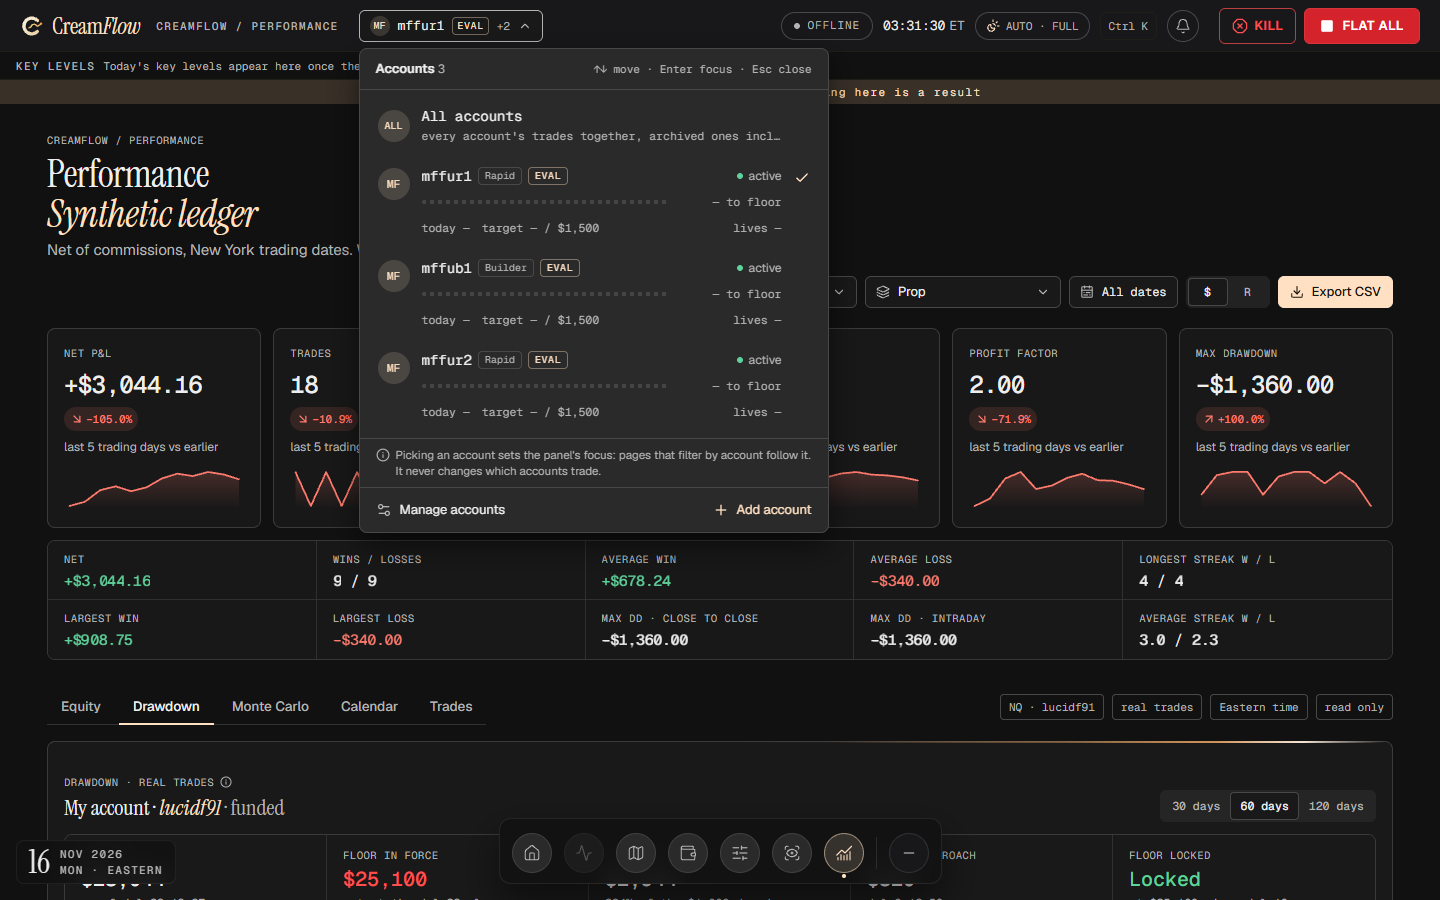 CreamFlow CREAMFLOW / PERFORMANCE MF mffur1 EVAL +2 OFFLINE 03:31:30 ET AUTO · FULL Ctrl K KILL FLAT ALL
KEY LEVELS Today's key levels appear here once the
ng here is a result
Accounts 3 ↑↓ move · Enter focus · Esc close
ALL All accounts
every account's trades together, archived ones incl…
MF mffur1 Rapid EVAL active
— to floor
today — target — / $1,500 lives —
MF mffub1 Builder EVAL active
— to floor
today — target — / $1,500 lives —
MF mffur2 Rapid EVAL active
— to floor
today — target — / $1,500 lives —
Picking an account sets the panel's focus: pages that filter by account follow it.
It never changes which accounts trade.
Manage accounts + Add account
CREAMFLOW / PERFORMANCE
Performance
Synthetic ledger
Net of commissions, New York trading dates.
Prop All dates $ R Export CSV
NET P&L
+$3,044.16
-105.0%
last 5 trading days vs earlier
TRADES
18
-10.9%
last 5 trading
ays vs earlier
PROFIT FACTOR
2.00
-71.9%
last 5 trading days vs earlier
MAX DRAWDOWN
-$1,360.00
+100.0%
last 5 trading days vs earlier
NET WINS / LOSSES AVERAGE WIN AVERAGE LOSS LONGEST STREAK W / L
+$3,044.16 9 / 9 +$678.24 -$340.00 4 / 4
LARGEST WIN LARGEST LOSS MAX DD · CLOSE TO CLOSE MAX DD · INTRADAY AVERAGE STREAK W / L
+$908.75 -$340.00 -$1,360.00 -$1,360.00 3.0 / 2.3
Equity Drawdown Monte Carlo Calendar Trades NQ · lucidf91 real trades Eastern time read only
DRAWDOWN · REAL TRADES
My account · lucidf91 · funded
30 days 60 days 120 days
FLOOR IN FORCE ROACH FLOOR LOCKED
$25,100 Locked
16 NOV 2026
MON · EASTERN